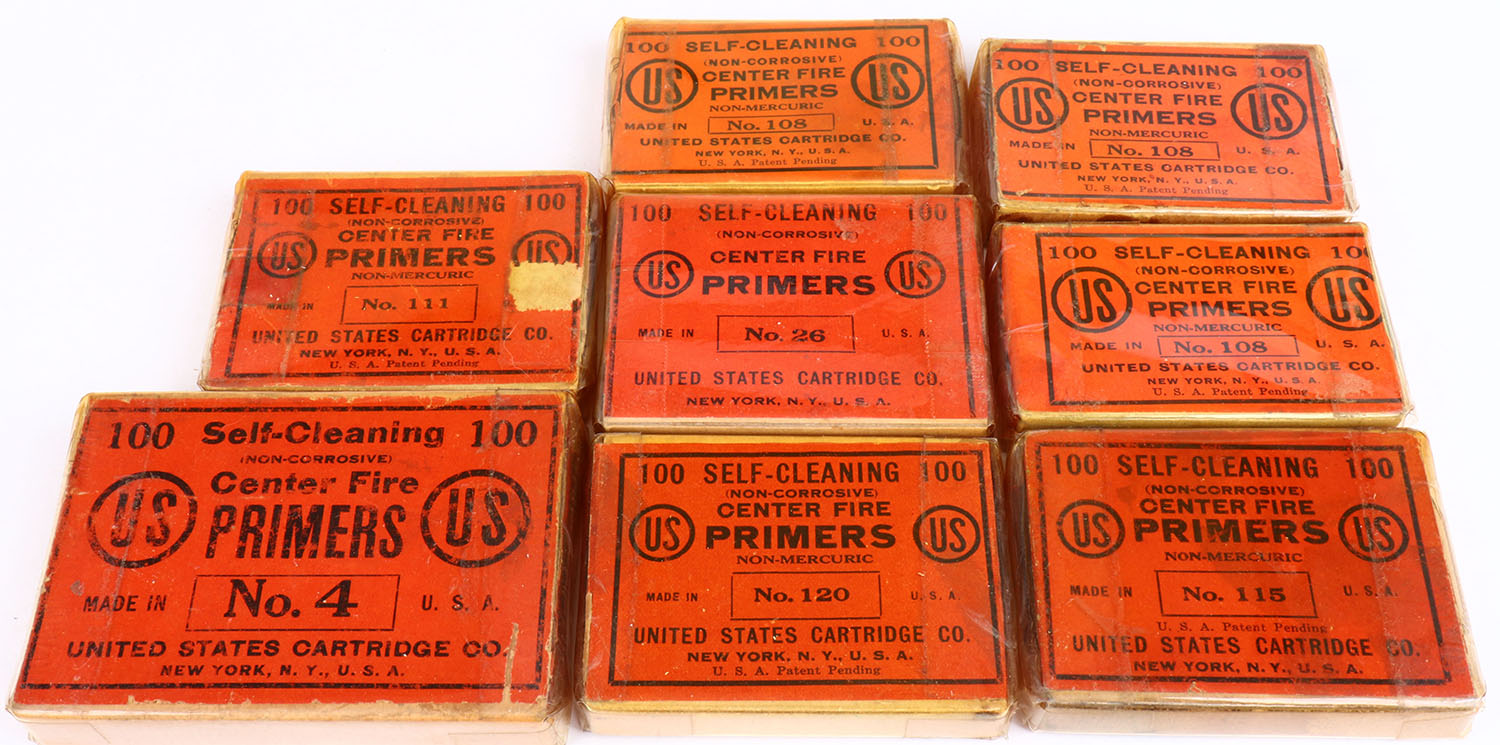 100 SELF-CLEANING 100
(NON-CORROSIVE)
US CENTER FIRE US
PRIMERS
NON-MERCURIC
MADE IN No. 108 U. S. A.
UNITED STATES CARTRIDGE CO.
NEW YORK, N. Y., U. S. A.
U. S. A. Patent Pending
100 SELF-CLEANING 100
(NON-CORROSIVE)
US CENTER FIRE US
PRIMERS
NON-MERCURIC
MADE IN No. 108 U. S. A.
UNITED STATES CARTRIDGE CO.
NEW YORK, N. Y., U. S. A.
U. S. A. Patent Pending
100 SELF-CLEANING 100
(NON-CORROSIVE)
CENTER FIRE
US PRIMERS US
NON-MERCURIC
MADE IN No. 111
UNITED STATES CARTRIDGE CO.
NEW YORK, N. Y., U. S. A.
U. S. A. Patent Pending
100 SELF-CLEANING 100
(NON-CORROSIVE)
CENTER FIRE
US PRIMERS US
MADE IN No. 26 U. S. A.
UNITED STATES CARTRIDGE CO.
NEW YORK, N. Y., U. S. A.
100 SELF-CLEANING 10
(NON-CORROSIVE)
US CENTER FIRE US
PRIMERS
NON-MERCURIC
MADE IN No. 108 U. S. A.
UNITED STATES CARTRIDGE CO.
NEW YORK, N. Y., U. S. A.
U. S. A. Patent Pending
100 Self-Cleaning 100
(NON-CORROSIVE)
Center Fire
US PRIMERS US
MADE IN No. 4 U. S. A.
UNITED STATES CARTRIDGE CO.
NEW YORK, N. Y., U. S. A.
100 SELF-CLEANING 100
(NON-CORROSIVE)
CENTER FIRE
US PRIMERS US
NON-MERCURIC
MADE IN No. 120 U. S. A.
UNITED STATES CARTRIDGE CO.
NEW YORK, N. Y., U. S. A.
U. S. A. Patent Pending
100 SELF-CLEANING 100
(NON-CORROSIVE)
CENTER FIRE
US PRIMERS US
NON-MERCURIC
MADE IN No. 115 U. S. A.
U. S. A. Patent Pending
UNITED STATES CARTRIDGE CO.
NEW YORK, N. Y., U. S. A.